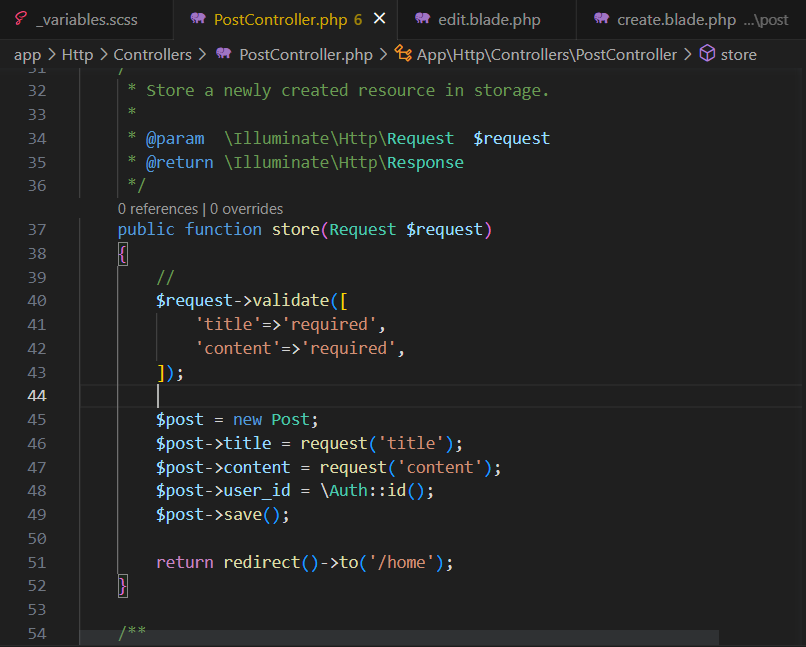 _variables.scss
PostController.php 6
edit.blade.php
create.blade.php ...\post
app > Http > Controllers > PostController.php > App\Http\Controllers\PostController > store
31 /
32 * Store a newly created resource in storage.
33 *
34 * @param  \Illuminate\Http\Request  $request
35 * @return \Illuminate\Http\Response
36 */
0 references | 0 overrides
37 public function store(Request $request)
38 {
39 //
40 $request->validate([
41 'title'=>'required',
42 'content'=>'required',
43 ]);
44
45 $post = new Post;
46 $post->title = request('title');
47 $post->content = request('content');
48 $post->user_id = \Auth::id();
49 $post->save();
50
51 return redirect()->to('/home');
52 }
53
54 /**